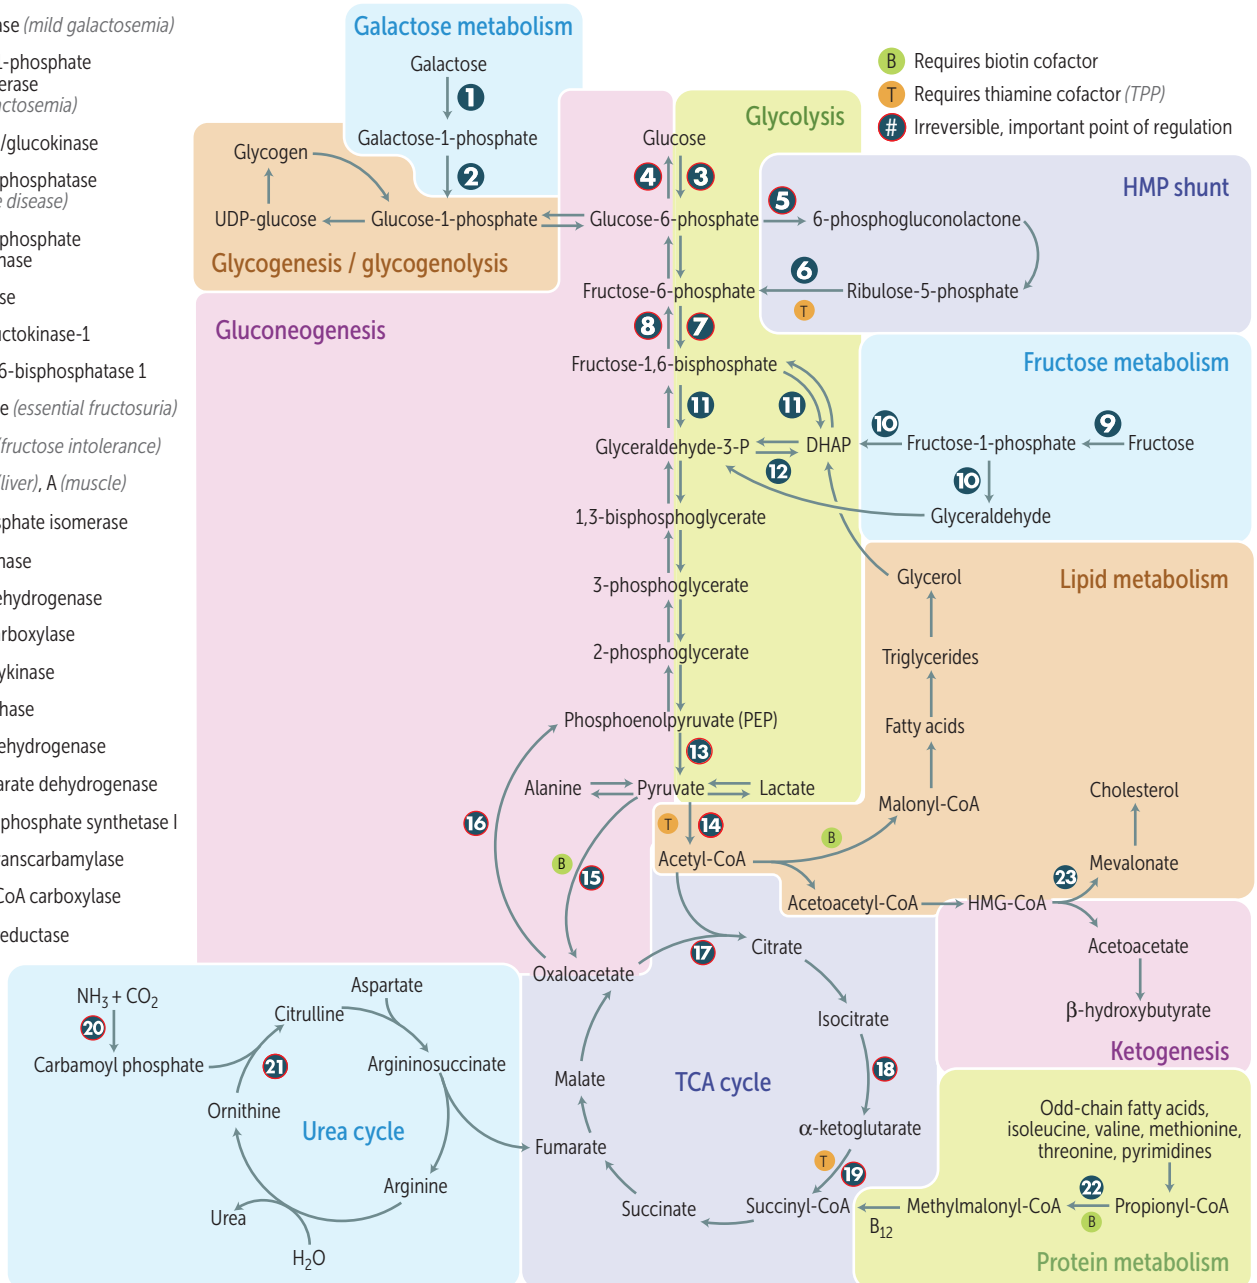 ase (mild galactosemia)
1-phosphate
erase
actosemia)
/glucokinase
phosphatase
e disease)
phosphate
nase
se
uctokinase-1
6-bisphosphatase 1
e (essential fructosuria)
(fructose intolerance)
(liver), A (muscle)
sphate isomerase
nase
ehydrogenase
arboxylase
ykinase
hase
ehydrogenase
arate dehydrogenase
phosphate synthetase I
ranscarbamylase
CoA carboxylase
eductase
B Requires biotin cofactor
T Requires thiamine cofactor (TPP)
# Irreversible, important point of regulation
Galactose metabolism
Galactose
1
Galactose-1-phosphate
2
Glycogen
UDP-glucose
Glucose-1-phosphate
Glycogenesis / glycogenolysis
Glycolysis
Glucose
4
3
Glucose-6-phosphate
HMP shunt
5
6-phosphogluconolactone
6
T
Ribulose-5-phosphate
Fructose-6-phosphate
Gluconeogenesis
8
7
Fructose-1,6-bisphosphate
11
11
Fructose metabolism
Glyceraldehyde-3-P
12
DHAP
10
Fructose-1-phosphate
9
Fructose
10
Glyceraldehyde
1,3-bisphosphoglycerate
3-phosphoglycerate
2-phosphoglycerate
Phosphoenolpyruvate (PEP)
13
Alanine
Pyruvate
Lactate
Lipid metabolism
Glycerol
Triglycerides
Fatty acids
Malonyl-CoA
Cholesterol
Mevalonate
16
B
15
T
14
Acetyl-CoA
B
Acetoacetyl-CoA
HMG-CoA
23
Acetoacetate
β-hydroxybutyrate
Ketogenesis
Oxaloacetate
17
Citrate
Isocitrate
18
TCA cycle
α-ketoglutarate
T
19
Succinyl-CoA
Succinate
Fumarate
Malate
NH3 + CO2
20
Carbamoyl phosphate
21
Citrulline
Aspartate
Argininosuccinate
Ornithine
Urea cycle
Arginine
Urea
H2O
Odd-chain fatty acids,
isoleucine, valine, methionine,
threonine, pyrimidines
22
B
Propionyl-CoA
Methylmalonyl-CoA
B12
Protein metabolism